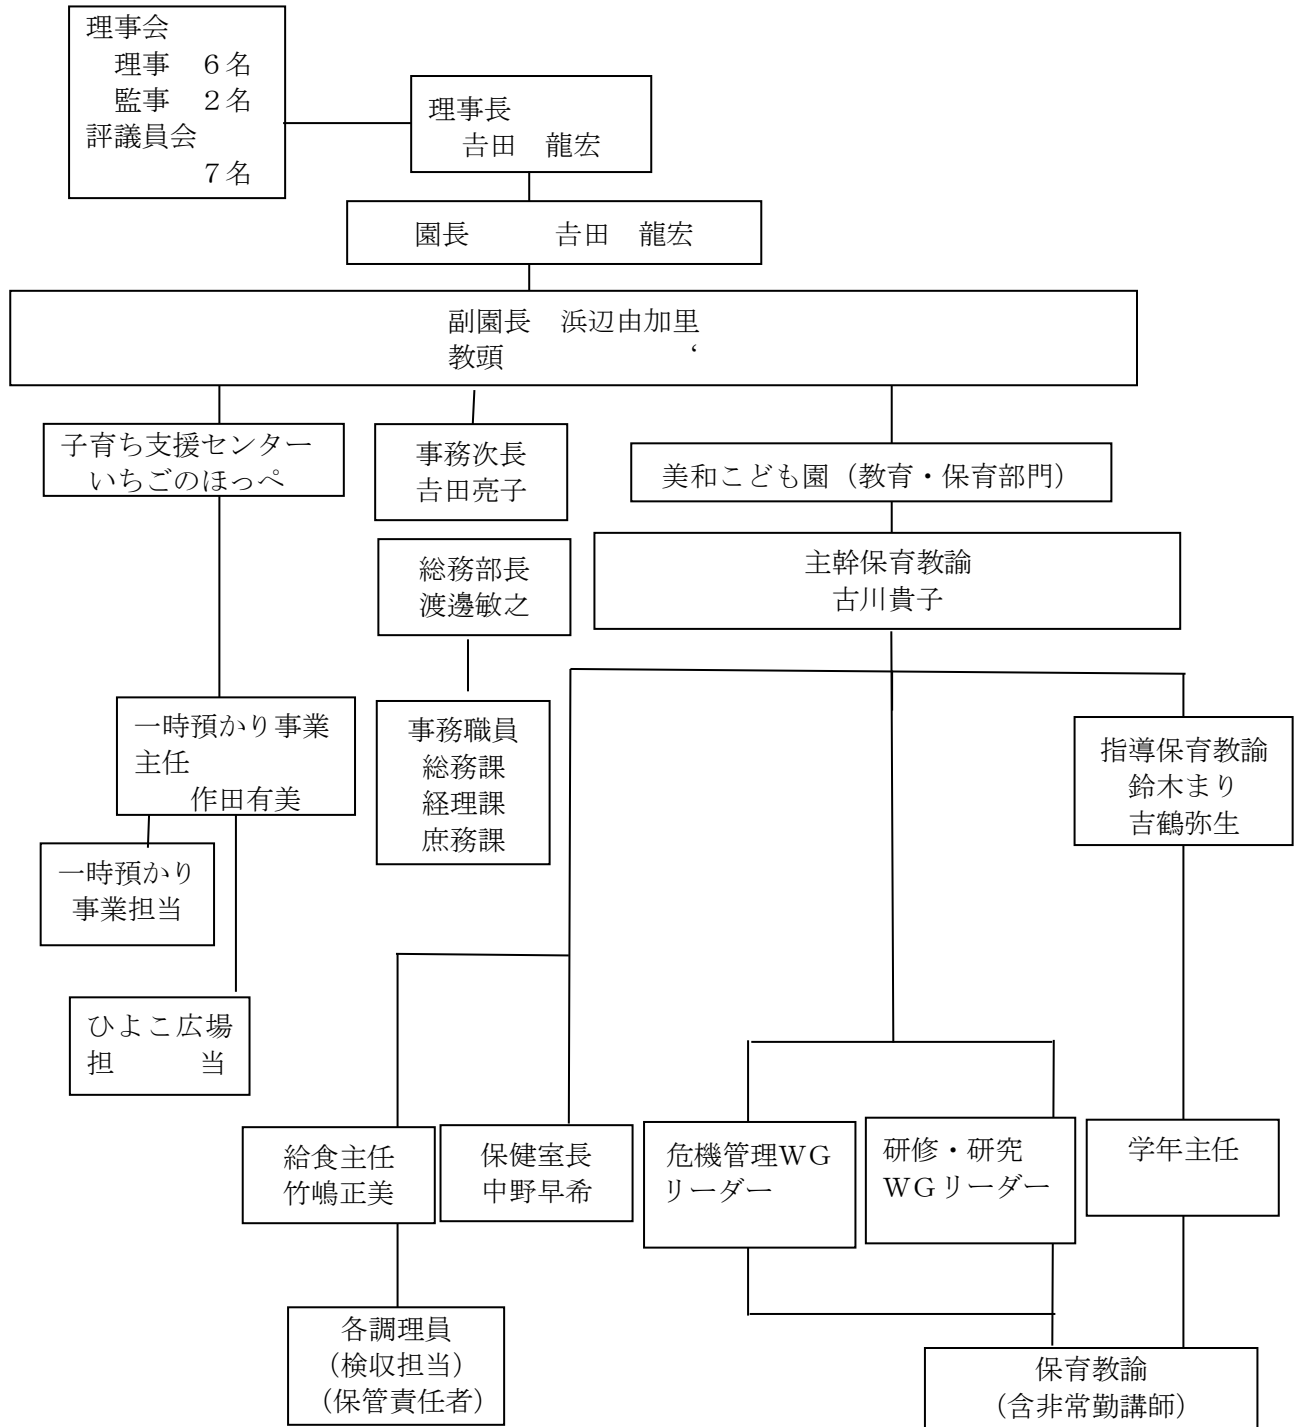 理事会
理事　６名
監事　２名
評議員会
７名
理事長
𠮷田　龍宏
園長　　　𠮷田　龍宏
副園長　浜辺由加里
教頭　　　　　　　‘
子育ち支援センター
いちごのほっぺ
事務次長
𠮷田亮子
美和こども園（教育・保育部門）
総務部長
渡邊敏之
主幹保育教諭
古川貴子
一時預かり事業
主任
作田有美
事務職員
総務課
経理課
庶務課
指導保育教諭
鈴木まり
吉鶴弥生
一時預かり
事業担当
ひよこ広場
担　　　当
給食主任
竹嶋正美
保健室長
中野早希
危機管理WG
リーダー
研修・研究
ＷＧリーダー
学年主任
各調理員
（検収担当）
（保管責任者）
保育教諭
（含非常勤講師）